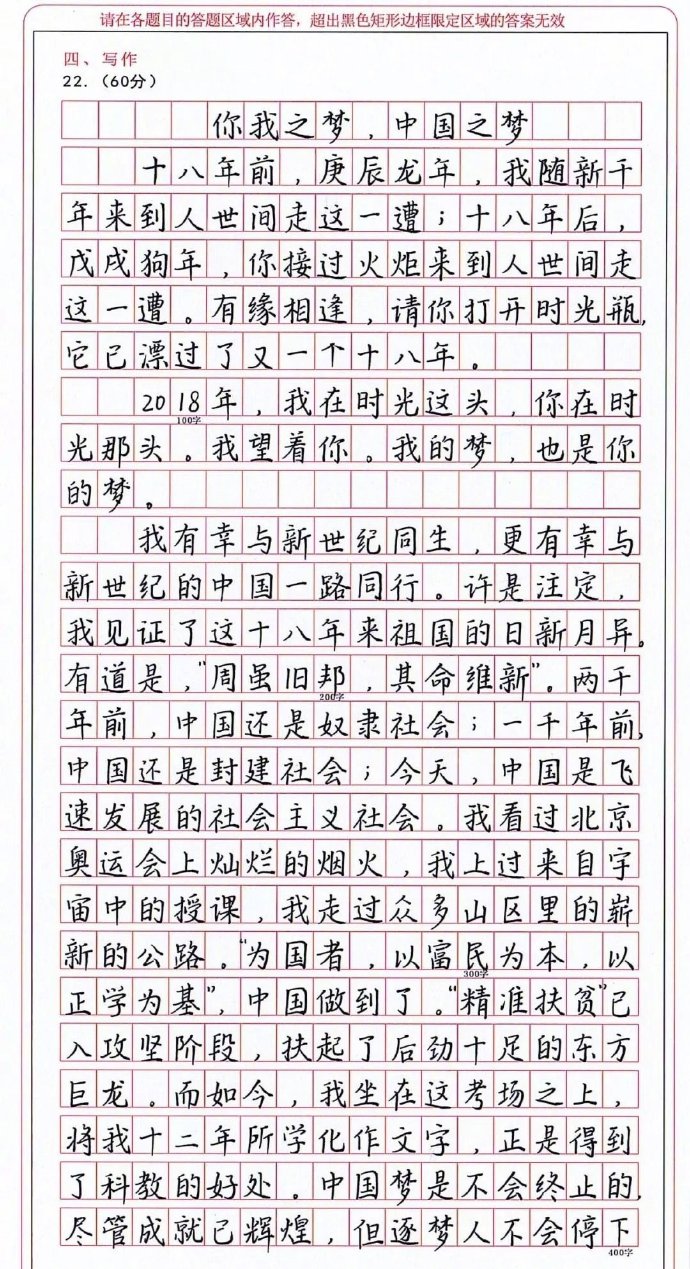 请在各题目的答题区域内作答，超出黑色矩形边框限定区域的答案无效
四、写作
22.（60分）
你我之梦，中国之梦
十八年前，庚辰龙年，我随新千
年来到人世间走这一遭；十八年后，
戊戌狗年，你接过火炬来到人世间走
这一遭。有缘相逢，请你打开时光瓶，
它已漂过了又一个十八年。
2018年，我在时光这头，你在时
100字
光那头。我望着你。我的梦，也是你
的梦。
我有幸与新世纪同生，更有幸与
新世纪的中国一路同行。许是注定，
我见证了这十八年来祖国的日新月异。
有道是，“周虽旧邦，其命维新”。两千
200字
年前，中国还是奴隶社会；一千年前，
中国还是封建社会；今天，中国是飞
速发展的社会主义社会。我看过北京
奥运会上灿烂的烟火，我上过来自宇
宙中的授课，我走过众多山区里的崭
新的公路。“为国者，以富民为本，以
300字
正学为基”，中国做到了。“精准扶贫”已
入攻坚阶段，扶起了后劲十足的东方
巨龙。而如今，我坐在这考场之上，
将我十二年所学化作文字，正是得到
了科教的好处。中国梦是不会终止的，
尽管成就已辉煌，但逐梦人不会停下
400字